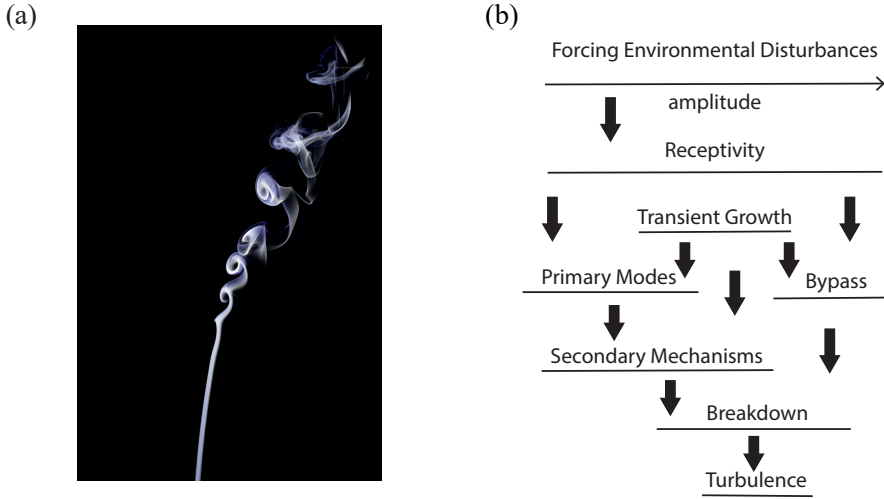 (a)
(b)
Forcing Environmental Disturbances
amplitude
Receptivity
Transient Growth
Primary Modes
Bypass
Secondary Mechanisms
Breakdown
Turbulence